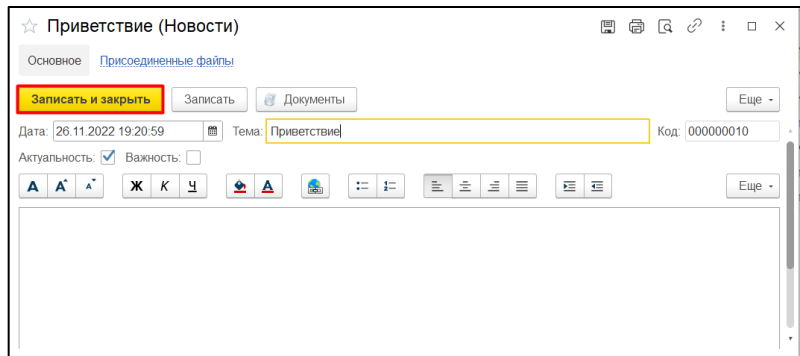 Приветствие (Новости)
Основное Присоединенные файлы
Записать и закрыть Записать Документы Еще
Дата: 26.11.2022 19:20:59 Тема: Приветствие Код: 000000010
Актуальность: Важность:
А А А Ж К Ч А Еще